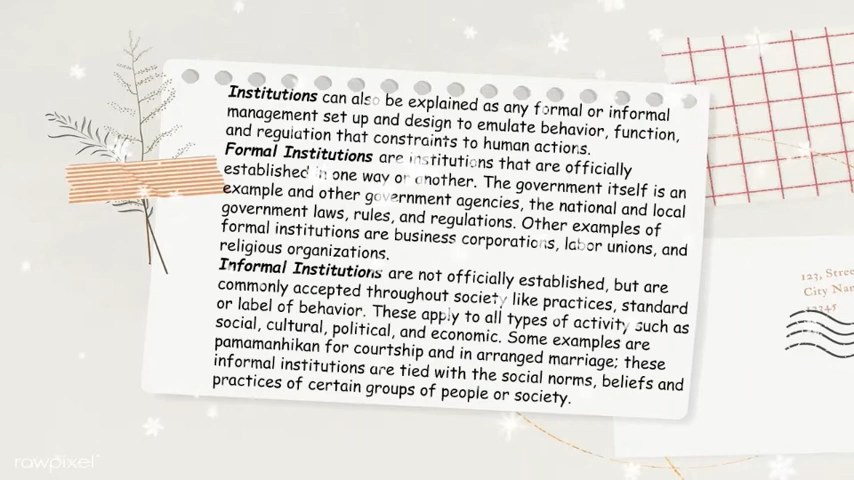 Institutions can also be explained as any formal or informal
management set up and design to emulate behavior, function,
and regulation that constraints to human actions.
Formal Institutions are institutions that are officially
established in one way or another. The government itself is an
example and other government agencies, the national and local
government laws, rules, and regulations. Other examples of
formal institutions are business corporations, labor unions, and
religious organizations.
Informal Institutions are not officially established, but are
commonly accepted throughout society like practices, standard
or label of behavior. These apply to all types of activity such as
social, cultural, political, and economic. Some examples are
pamamanhikan for courtship and in arranged marriage; these
informal institutions are tied with the social norms, beliefs and
practices of certain groups of people or society.
123, Stree
City Nam
12345
rawpixel